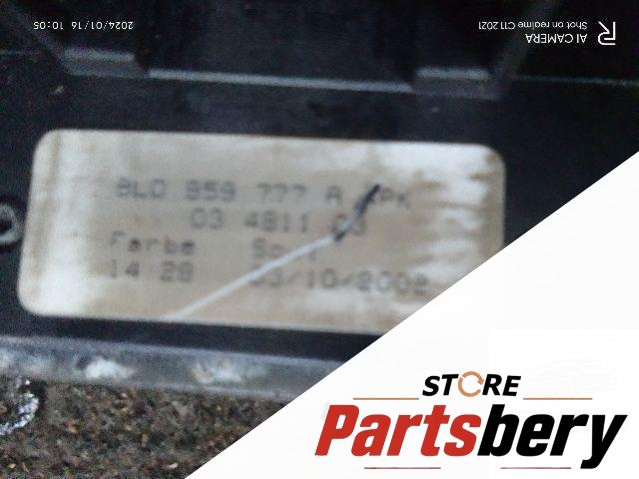 2024/01/16 10:05
Shot on realme C11 2021
AI CAMERA
8L0 959 777 A
03 4811 03
Farbe
14 28 03/10/2002
STORE
Partsbery